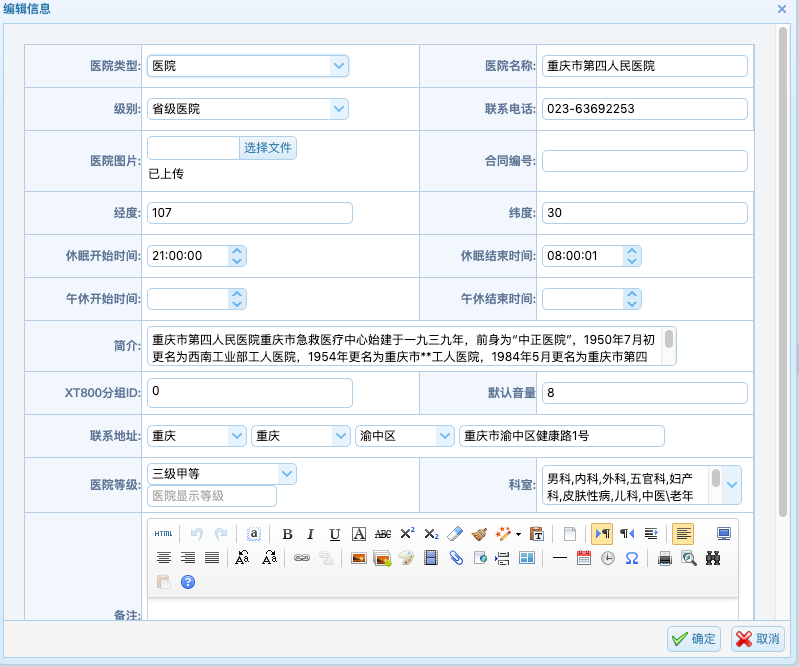 编辑信息
医院类型: 医院 医院名称: 重庆市第四人民医院
级别: 省级医院 联系电话: 023-63692253
医院图片: 选择文件 合同编号:
已上传
经度: 107 纬度: 30
休眠开始时间: 21:00:00 休眠结束时间: 08:00:01
午休开始时间: 午休结束时间:
简介: 重庆市第四人民医院重庆市急救医疗中心始建于一九三九年，前身为“中正医院”，1950年7月初
更名为西南工业部工人医院，1954年更名为重庆市**工人医院，1984年5月更名为重庆市第四
XT800分组ID: 0 默认音量 8
联系地址: 重庆 重庆 渝中区 重庆市渝中区健康路1号
医院等级: 三级甲等 科室: 男科,内科,外科,五官科,妇产
医院显示等级 科,皮肤性病,儿科,中医\老年
HTML a B I U A ABC X² X₂ T
Aa Aa
备注:
确定 取消